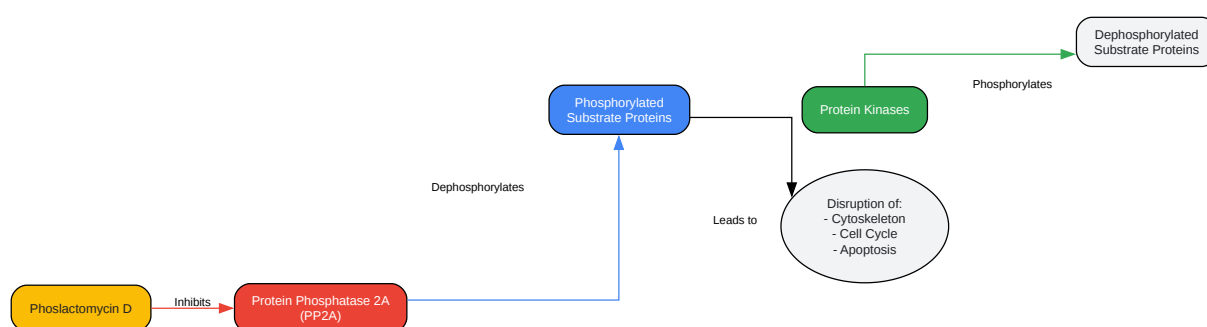 Dephosphorylated
Substrate Proteins
Phosphorylates
Phosphorylated
Substrate Proteins
Protein Kinases
Dephosphorylates
Leads to
Disruption of:
- Cytoskeleton
- Cell Cycle
- Apoptosis
Phoslactomycin D
Inhibits
Protein Phosphatase 2A
(PP2A)